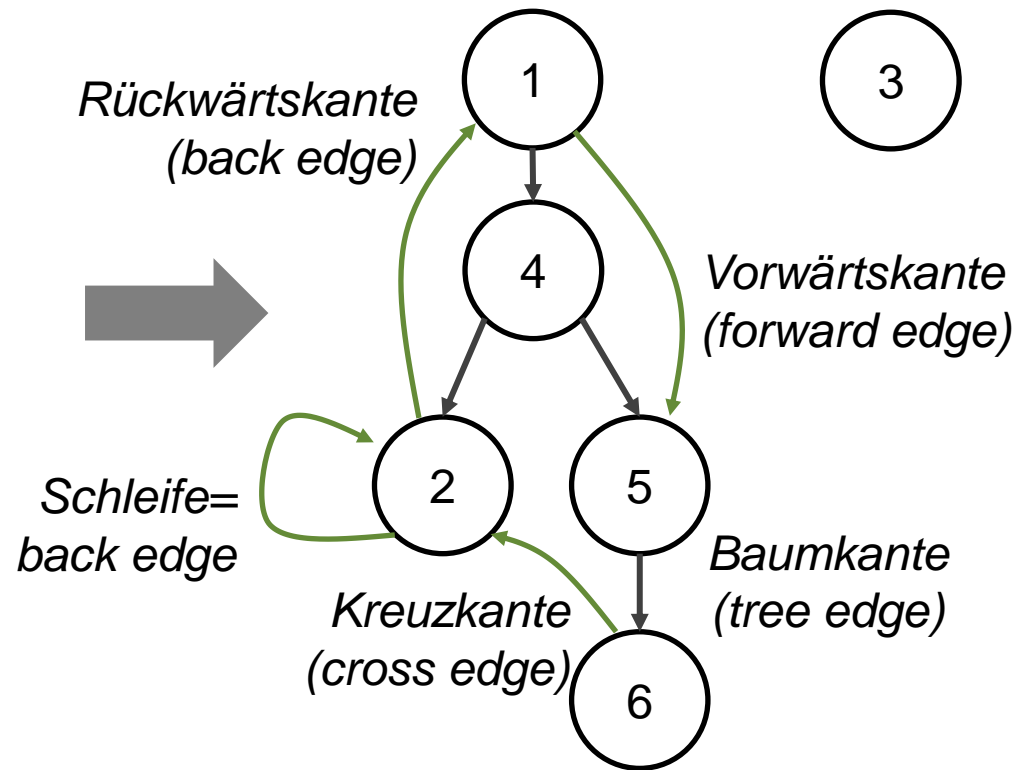 1
3
Rückwärtskante
(back edge)
4
Vorwärtskante
(forward edge)
2
5
Schleife=
back edge
Baumkante
(tree edge)
Kreuzkante
(cross edge)
6